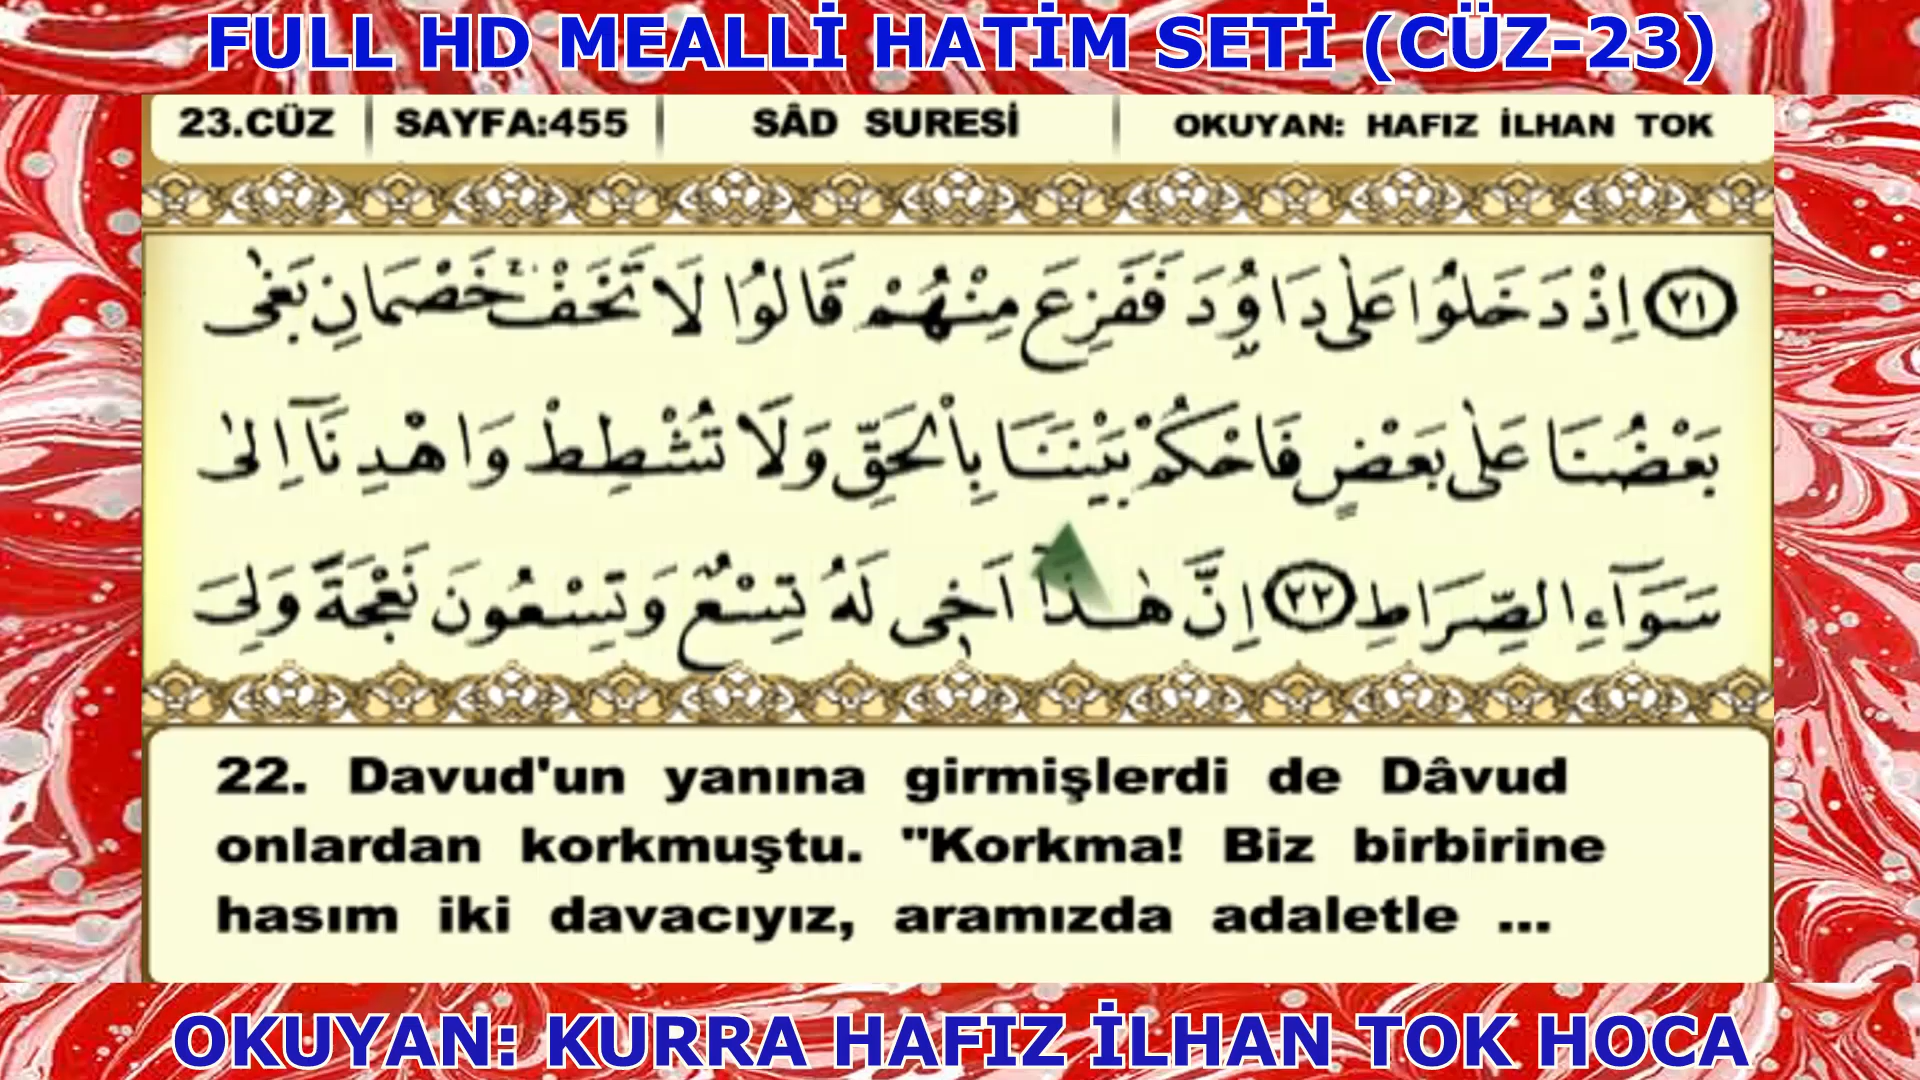 FULL HD MEALLİ HATİM SETİ (CÜZ-23)
23.CÜZ | SAYFA:455 | SÂD SURESİ | OKUYAN: HAFIZ İLHAN TOK
﴿٢١﴾ اِذْ دَخَلُوا عَلٰى دَاوُ۫دَ فَفَزِعَ مِنْهُمْ قَالُوا لَا تَخَفْۚ خَصْمَانِ بَغٰى
بَعْضُنَا عَلٰى بَعْضٍ فَاحْكُمْ بَيْنَنَا بِالْحَقِّ وَلَا تُشْطِطْ وَاهْدِنَٓا اِلٰى
سَوَٓاءِ الصِّرَاطِ ﴿٢٢﴾ اِنَّ هٰذَٓا اَخ۪ي لَهُ تِسْعٌ وَتِسْعُونَ نَعْجَةً وَلِيَ
22. Davud'un yanına girmişlerdi de Dâvud
onlardan korkmuştu. "Korkma! Biz birbirine
hasım iki davacıyız, aramızda adaletle ...
OKUYAN: KURRA HAFIZ İLHAN TOK HOCA